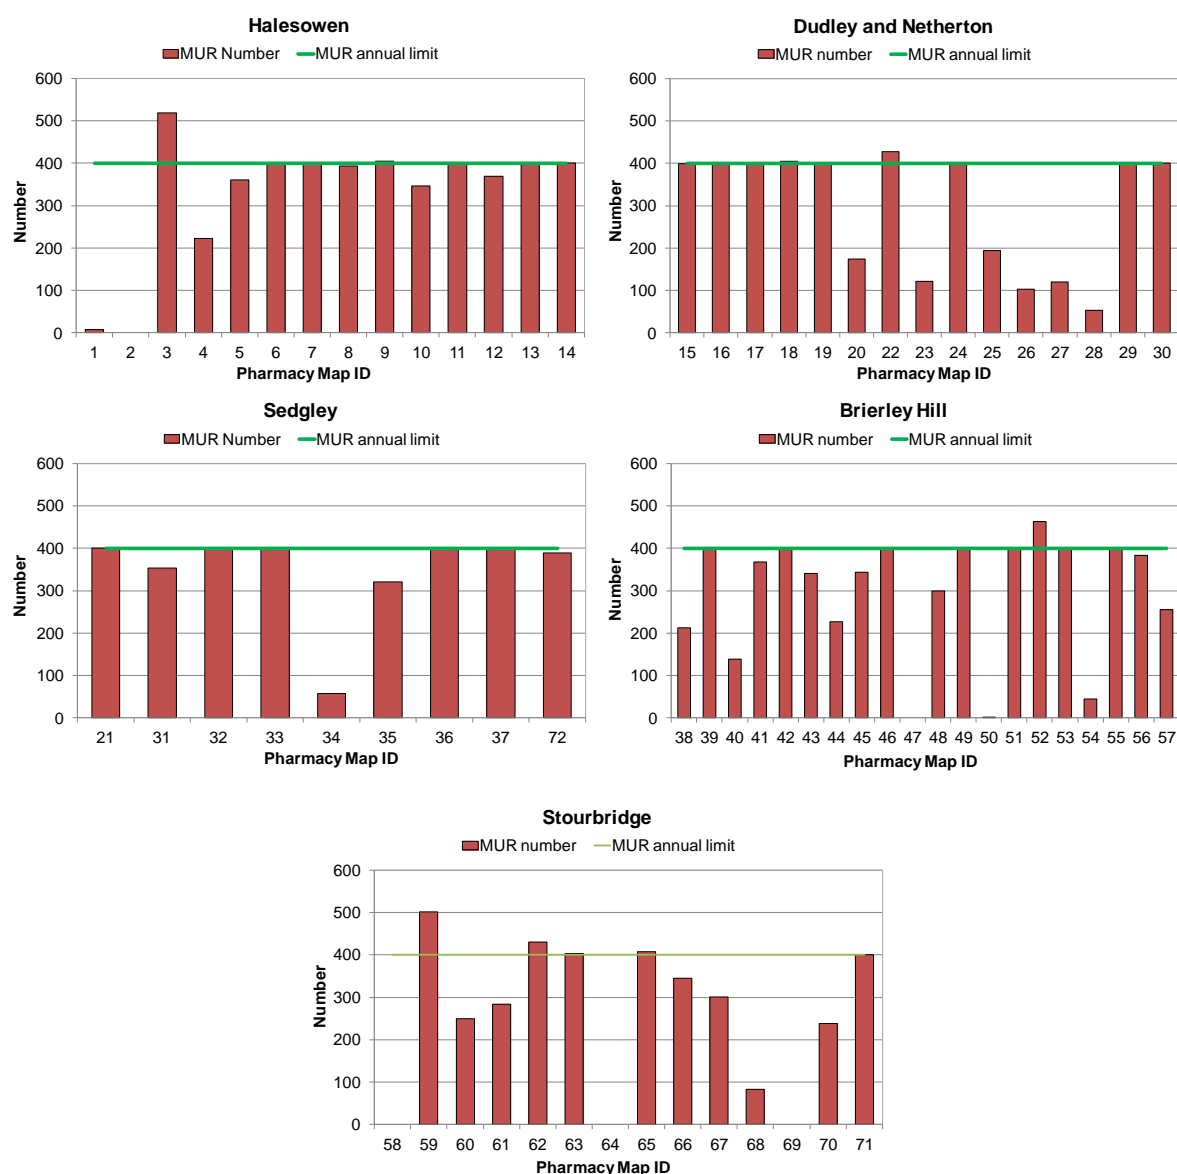 Halesowen
MUR Number MUR annual limit
600
500
400
300
200
100
0
Number
1 2 3 4 5 6 7 8 9 10 11 12 13 14
Pharmacy Map ID
Dudley and Netherton
MUR number MUR annual limit
600
500
400
300
200
100
0
Number
15 16 17 18 19 20 22 23 24 25 26 27 28 29 30
Pharmacy Map ID
Sedgley
MUR Number MUR annual limit
600
500
400
300
200
100
0
Number
21 31 32 33 34 35 36 37 72
Pharmacy Map ID
Brierley Hill
MUR number MUR annual limit
600
500
400
300
200
100
0
Number
38 39 40 41 42 43 44 45 46 47 48 49 50 51 52 53 54 55 56 57
Pharmacy Map ID
Stourbridge
MUR number MUR annual limit
600
500
400
300
200
100
0
Number
58 59 60 61 62 63 64 65 66 67 68 69 70 71
Pharmacy Map ID